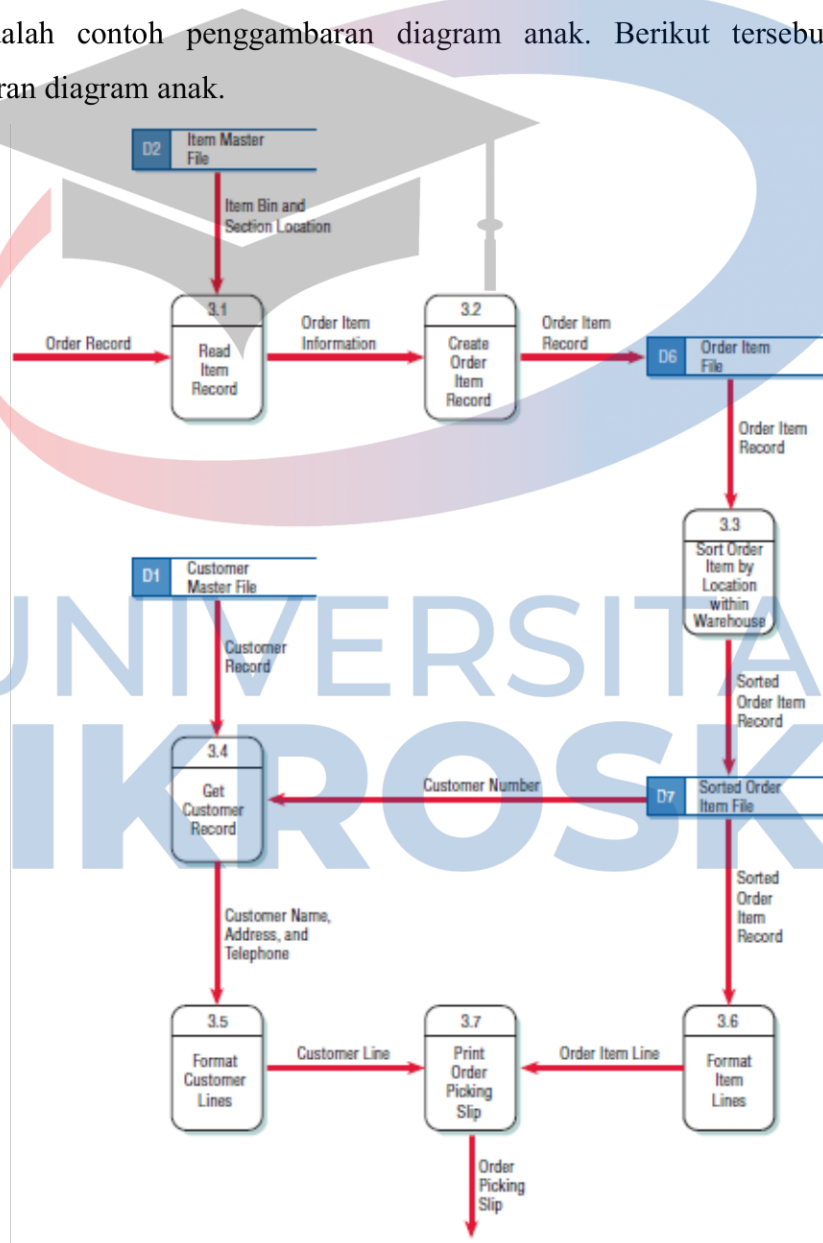 contoh penggambaran diagram anak. Berikut
diagram anak.
D2
Item Master
File
Item Bin and
Section Location
3.1
Read
Item
Record
Order Record
Order Item
Information
3.2
Create
Order
Item
Record
Order Item
Record
D6
Order Item
File
Order Item
Record
3.3
Sort Order
Item by
Location
within
Warehouse
D1
Customer
Master File
Customer
Record
Sorted
Order Item
Record
3.4
Get
Customer
Record
Customer Number
D7
Sorted Order
Item File
Customer Name,
Address, and
Telephone
Sorted
Order
Item
Record
3.5
Format
Customer
Lines
Customer Line
3.7
Print
Order
Picking
Slip
Order Item Line
3.6
Format
Item
Lines
Order
Picking
Slip